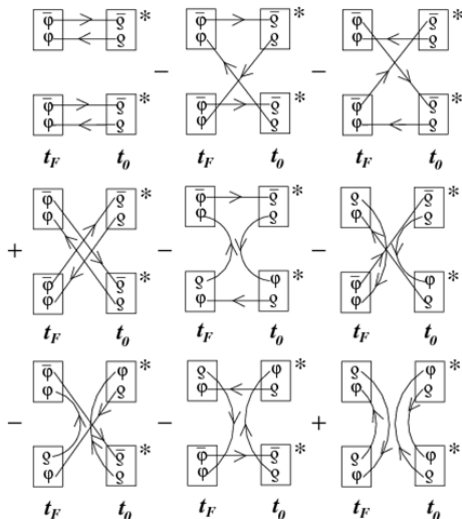 φ̄ ϱ̄ * φ̄ ϱ̄ * φ̄ ϱ̄ *
φ ϱ φ ϱ φ ϱ
− −
φ̄ ϱ̄ * φ̄ ϱ̄ * φ̄ ϱ̄ *
φ ϱ φ ϱ φ ϱ
t_F t_0 t_F t_0 t_F t_0
φ̄ ϱ̄ * φ̄ ϱ̄ * ϱ ϱ̄ *
φ ϱ φ ϱ φ ϱ
+ − −
φ̄ ϱ̄ * ϱ φ * φ̄ φ *
φ ϱ φ ϱ φ ϱ
t_F t_0 t_F t_0 t_F t_0
φ̄ φ * ϱ φ * ϱ φ *
φ ϱ φ ϱ φ ϱ
− − +
ϱ ϱ̄ * φ̄ ϱ̄ * ϱ φ *
φ ϱ φ ϱ φ ϱ
t_F t_0 t_F t_0 t_F t_0